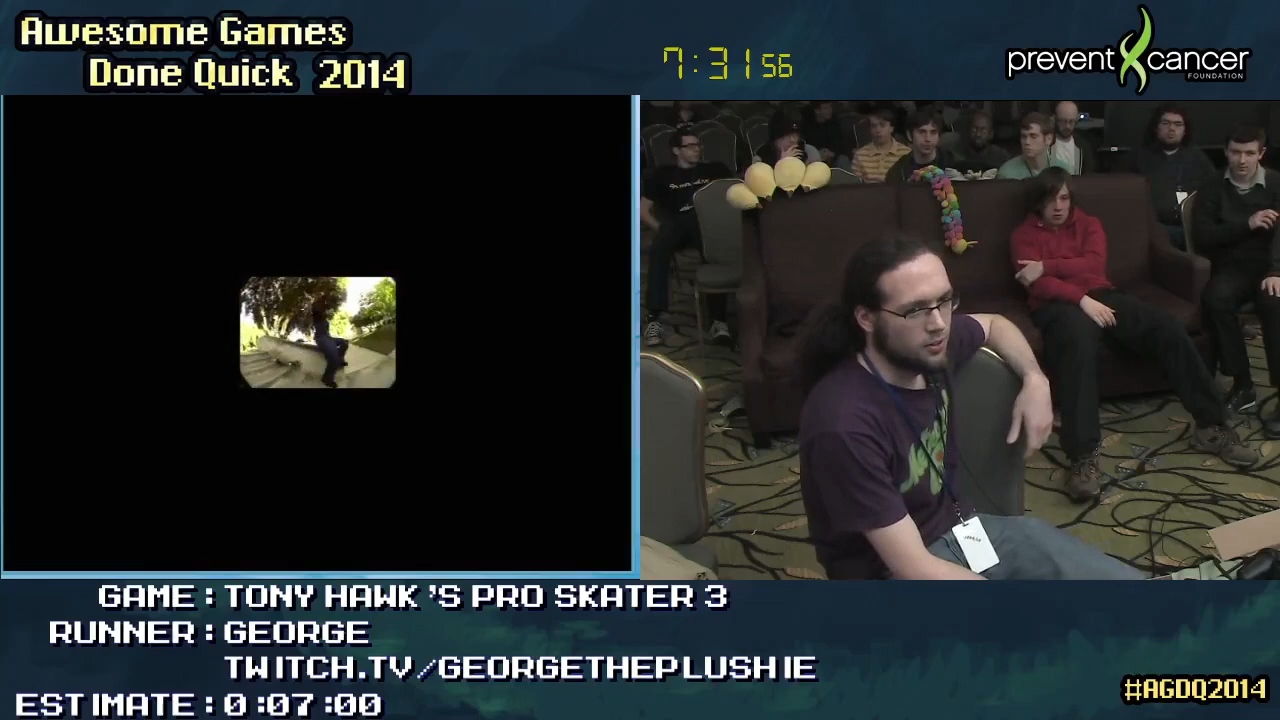 Awesome Games
Done Quick 2014
7:31 56
prevent cancer
FOUNDATION
GAME : TONY HAWK 'S PRO SKATER 3
RUNNER : GEORGE
TWITCH.TV/GEORGETHEPLUSHIE
ESTIMATE : 0:07:00
#AGDQ2014